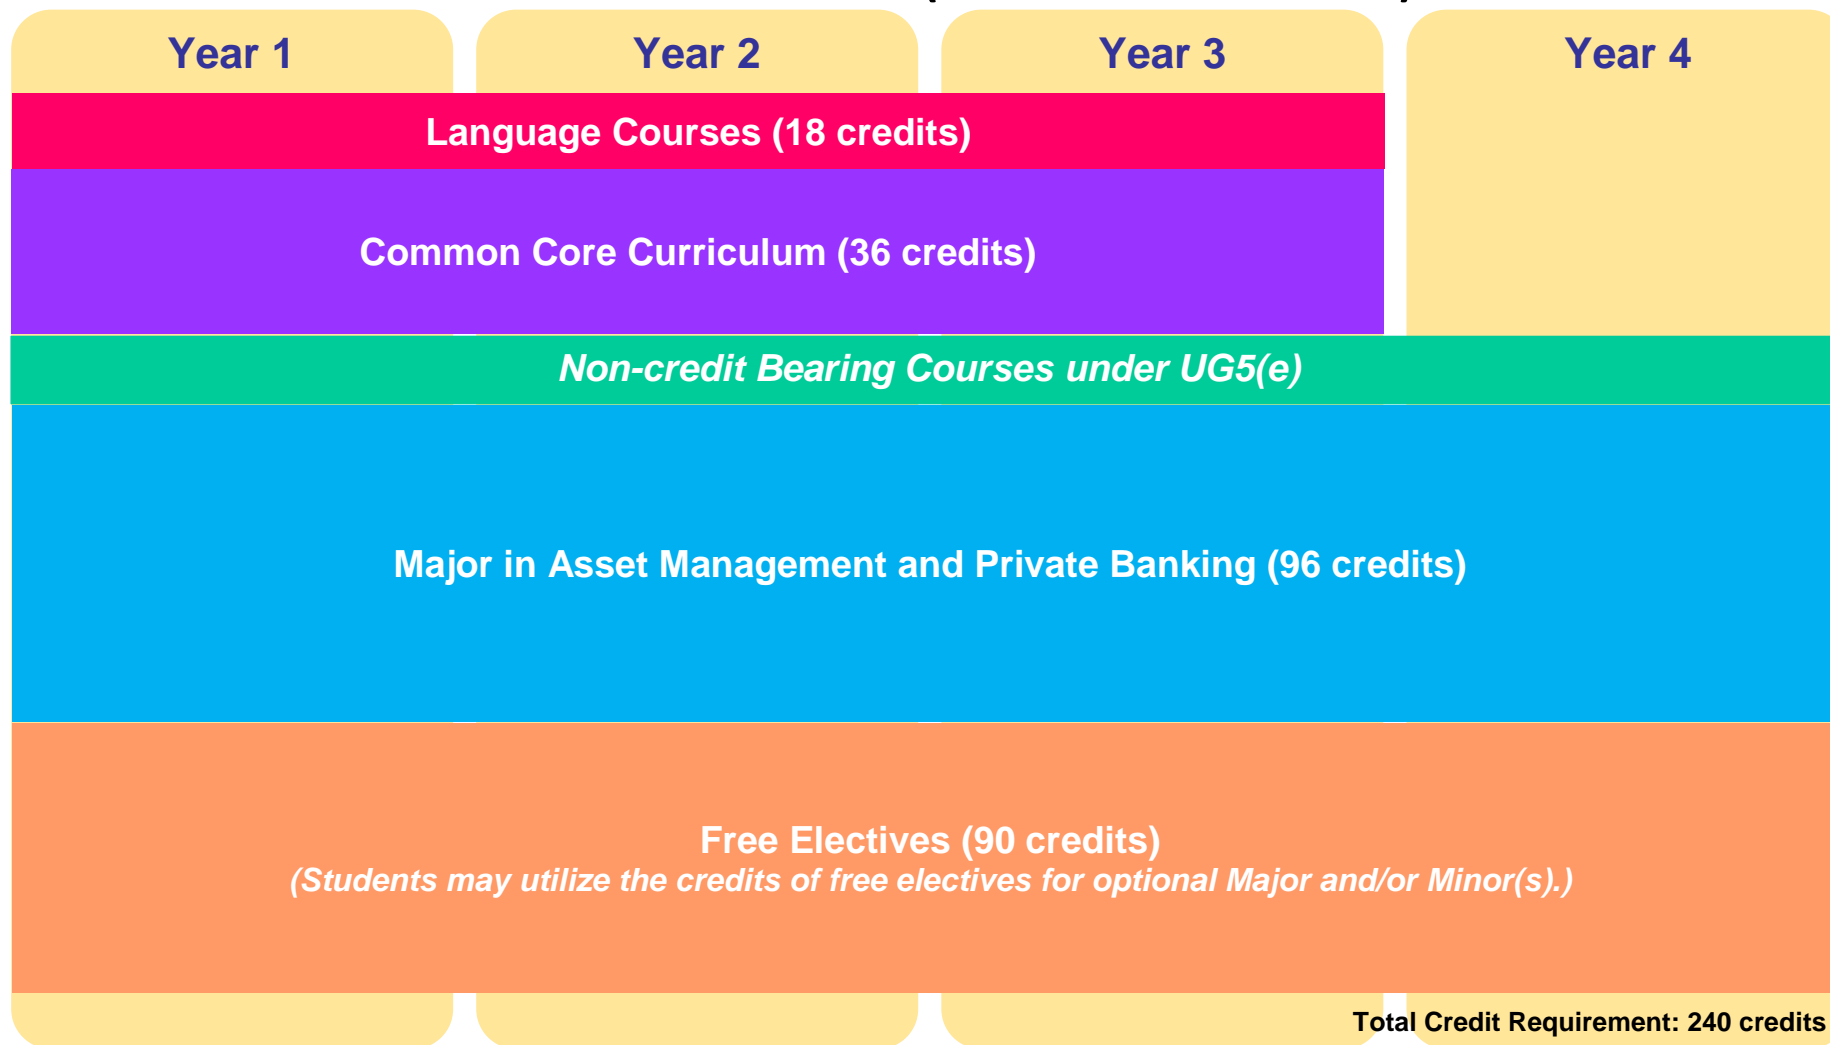 Year 1
Year 2
Year 3
Year 4
Language Courses (18 credits)
Common Core Curriculum (36 credits)
Non-credit Bearing Courses under UG5(e)
Major in Asset Management and Private Banking (96 credits)
Free Electives (90 credits)
(Students may utilize the credits of free electives for optional Major and/or Minor(s).)
Total Credit Requirement: 240 credits